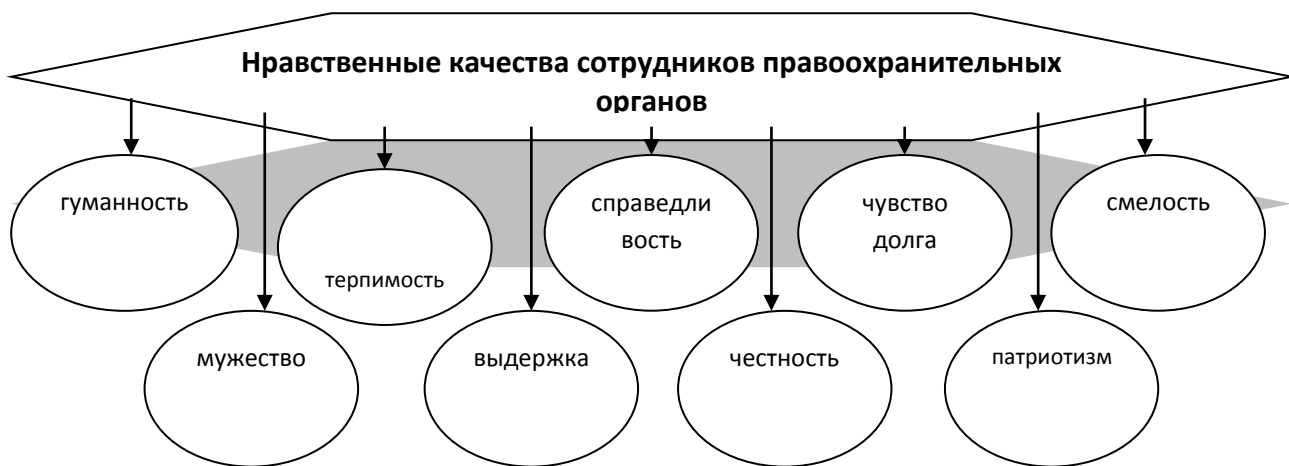 Нравственные качества сотрудников правоохранительных
органов
гуманность
терпимость
справедли
вость
чувство
долга
смелость
мужество
выдержка
честность
патриотизм